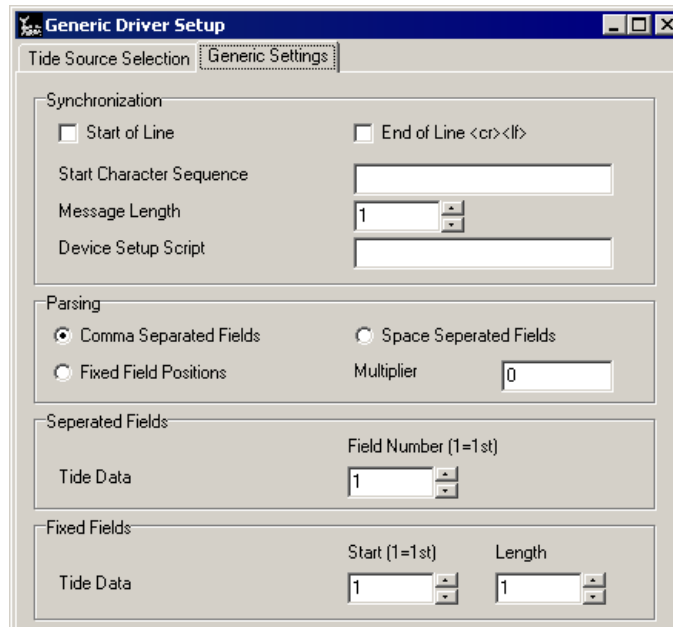 Generic Driver Setup
Tide Source Selection Generic Settings
Synchronization
Start of Line End of Line <cr><lf>
Start Character Sequence
Message Length 1
Device Setup Script
Parsing
Comma Separated Fields Space Seperated Fields
Fixed Field Positions Multiplier 0
Seperated Fields
Field Number (1=1st)
Tide Data 1
Fixed Fields
Start (1=1st) Length
Tide Data 1 1